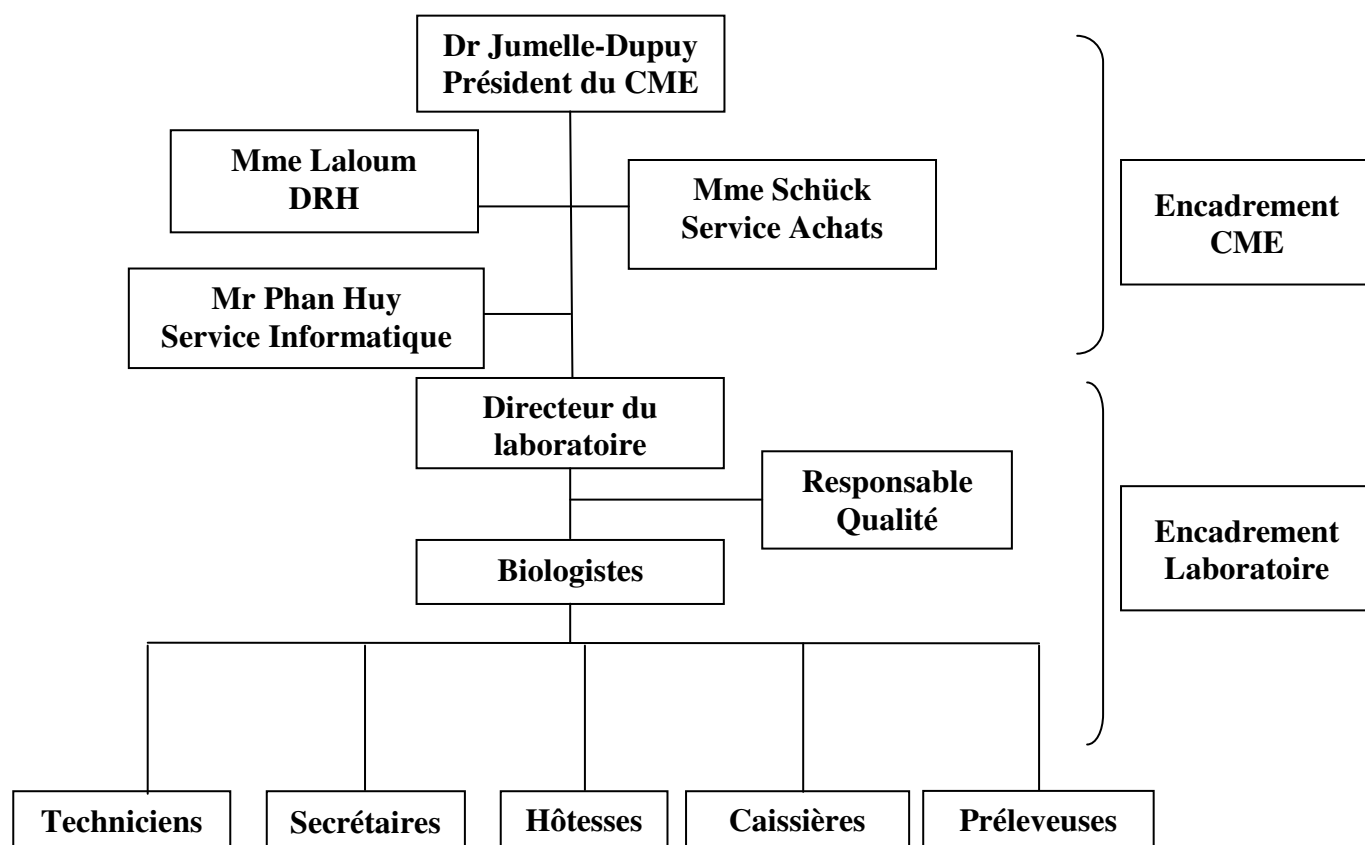 Dr Jumelle-Dupuy
Président du CME
Mme Laloum
DRH
Mme Schück
Service Achats
Encadrement
CME
Mr Phan Huy
Service Informatique
Directeur du
laboratoire
Responsable
Qualité
Encadrement
Laboratoire
Biologistes
Techniciens
Secrétaires
Hôtesses
Caissières
Préleveuses